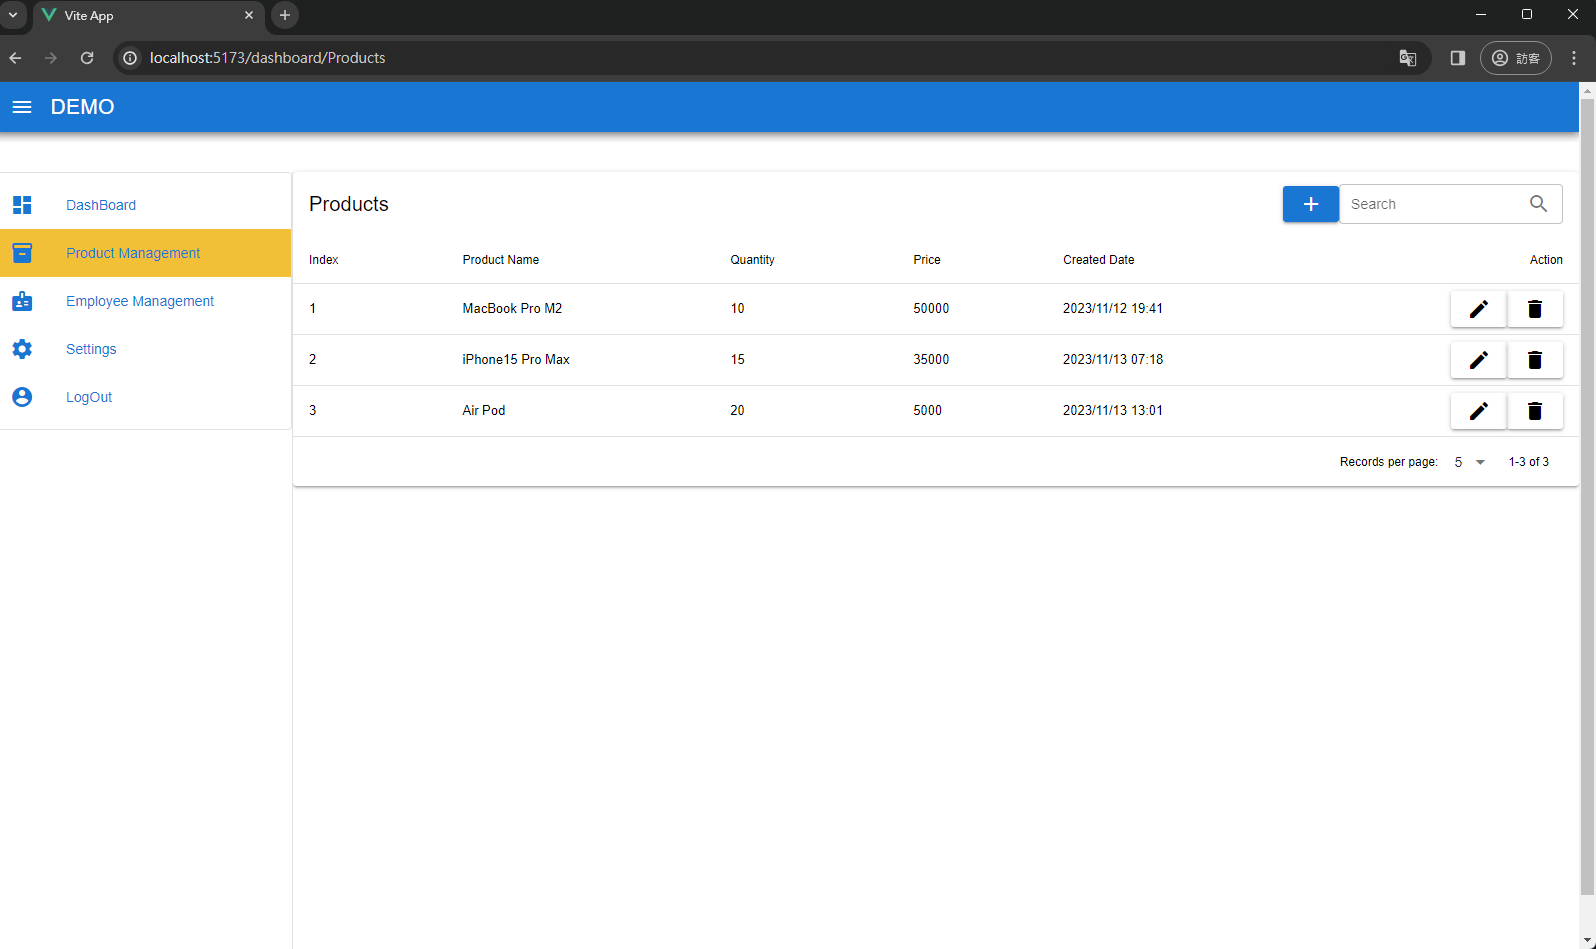 Vite App
localhost:5173/dashboard/Products
訪客
DEMO
DashBoard
Product Management
Employee Management
Settings
LogOut
Products
Search
Index Product Name Quantity Price Created Date Action
1 MacBook Pro M2 10 50000 2023/11/12 19:41
2 iPhone15 Pro Max 15 35000 2023/11/13 07:18
3 Air Pod 20 5000 2023/11/13 13:01
Records per page: 5 1-3 of 3